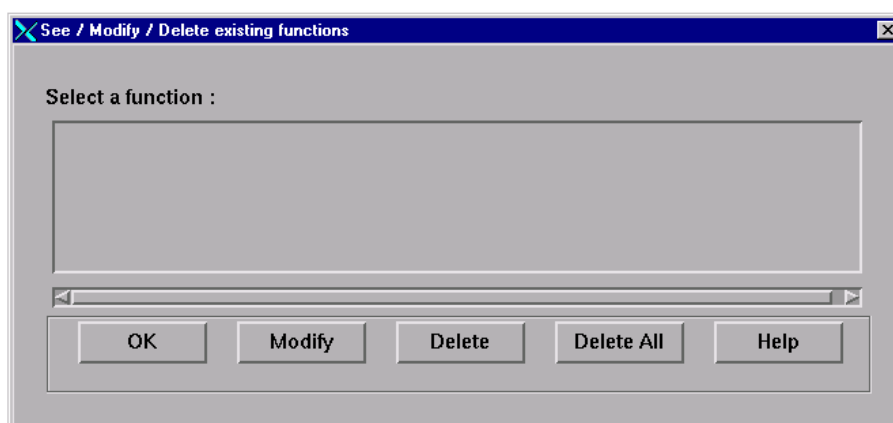 See / Modify / Delete existing functions
Select a function :
OK Modify Delete Delete All Help